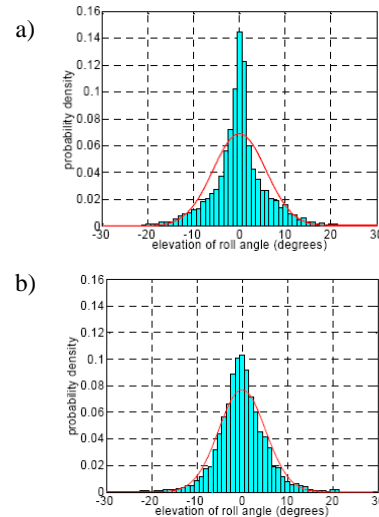 a)
0.16
0.14
0.12
0.1
0.08
0.06
0.04
0.02
0
probability density
-30 -20 -10 0 10 20 30
elevation of roll angle (degrees)
b)
0.16
0.14
0.12
0.1
0.08
0.06
0.04
0.02
0
probability density
-30 -20 -10 0 10 20 30
elevation of roll angle (degrees)